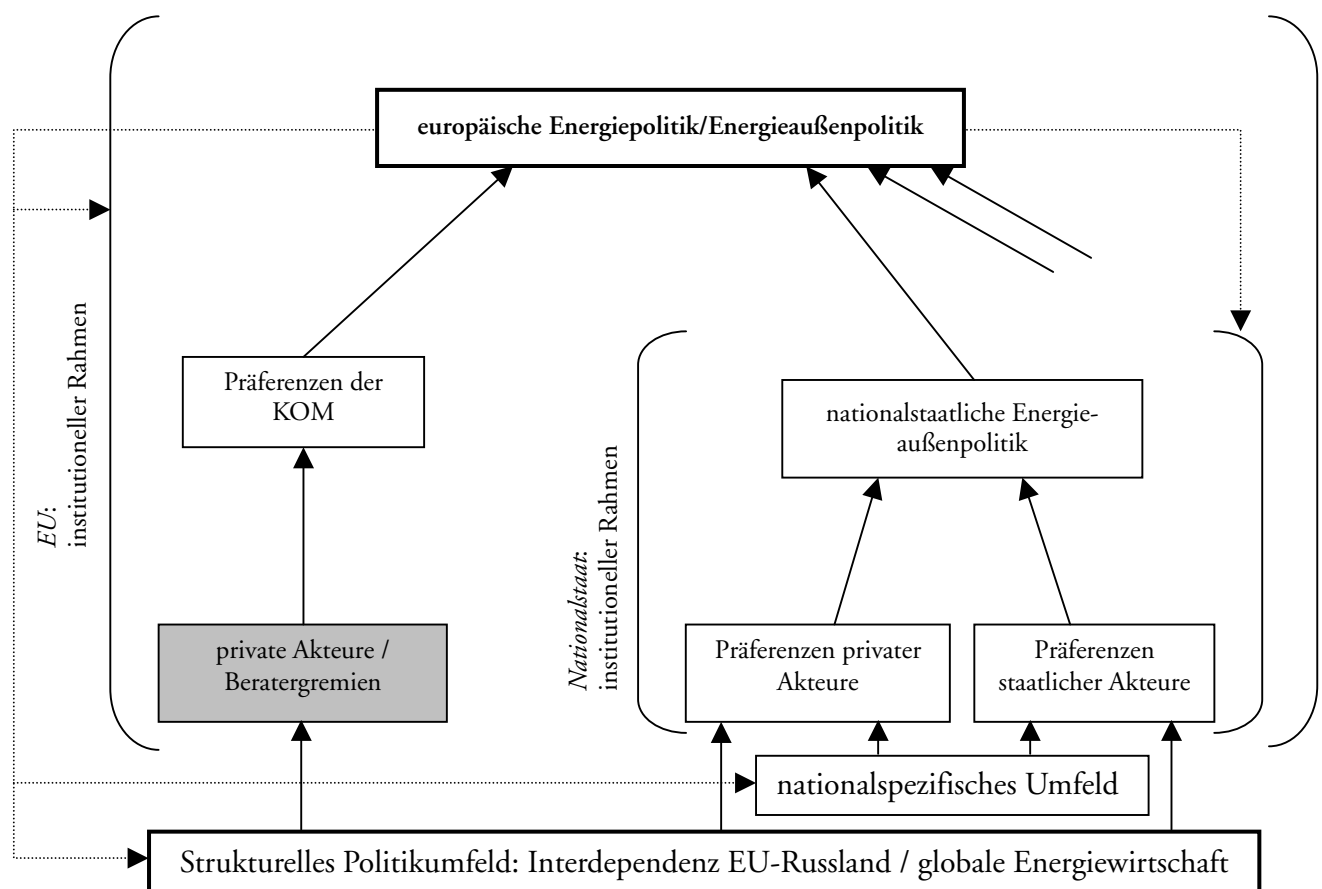 europäische Energiepolitik/Energieaußenpolitik
EU:
institutioneller Rahmen
Präferenzen der
KOM
Nationalstaat:
institutioneller Rahmen
nationalstaatliche Energie-
außenpolitik
private Akteure /
Beratergremien
Präferenzen privater
Akteure
Präferenzen
staatlicher Akteure
nationalspezifisches Umfeld
Strukturelles Politikumfeld: Interdependenz EU-Russland / globale Energiewirtschaft